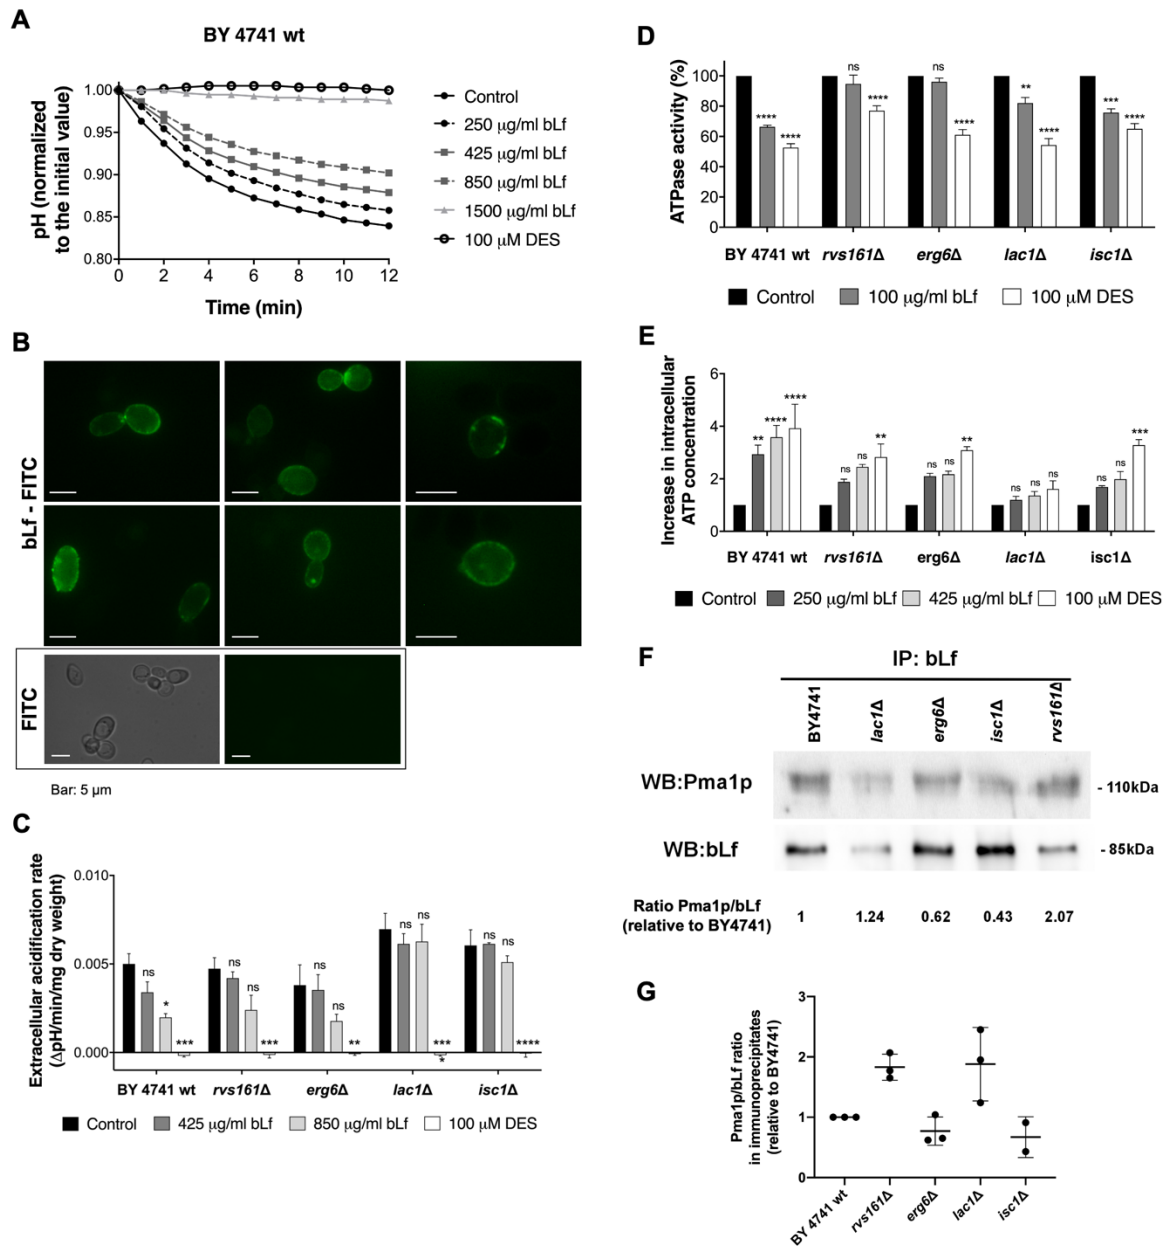 A
BY 4741 wt
pH (normalized
to the initial value)
1.00
0.95
0.90
0.85
0.80
0 2 4 6 8 10 12
Time (min)
Control
250 µg/ml bLf
425 µg/ml bLf
850 µg/ml bLf
1500 µg/ml bLf
100 µM DES
B
bLf - FITC
FITC
Bar: 5 µm
C
Extracellular acidification rate
(ΔpH/min/mg dry weight)
0.010
0.005
0.000
ns * ***
ns ns ***
ns ns **
ns ns *** *
ns ns ****
BY 4741 wt rvs161Δ erg6Δ lac1Δ isc1Δ
Control 425 µg/ml bLf 850 µg/ml bLf 100 µM DES
D
ATPase activity (%)
100
80
60
40
20
0
**** ****
ns ****
ns ****
** ****
*** ****
BY 4741 wt rvs161Δ erg6Δ lac1Δ isc1Δ
Control 100 µg/ml bLf 100 µM DES
E
Increase in intracellular
ATP concentration
6
4
2
0
** **** ****
ns ns **
ns ns **
ns ns ns
ns ns ***
BY 4741 wt rvs161Δ erg6Δ lac1Δ isc1Δ
Control 250 µg/ml bLf 425 µg/ml bLf 100 µM DES
F
IP: bLf
BY4741 lac1Δ erg6Δ isc1Δ rvs161Δ
WB:Pma1p - 110kDa
WB:bLf - 85kDa
Ratio Pma1p/bLf
(relative to BY4741)
1 1.24 0.62 0.43 2.07
G
Pma1p/bLf ratio
in immunoprecipitates
(relative to BY4741)
3
2
1
0
BY 4741 wt rvs161Δ erg6Δ lac1Δ isc1Δ